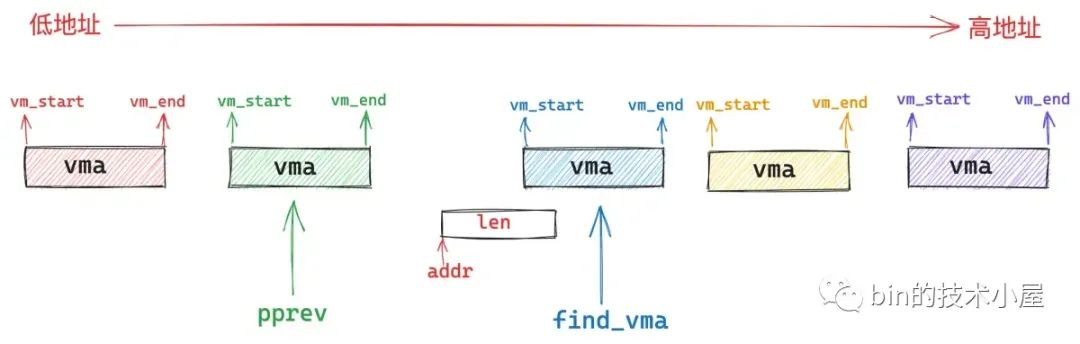 低地址
高地址
vm_start
vm_end
vm_start
vm_end
vm_start
vm_end
vm_start
vm_end
vm_start
vm_end
vma
vma
vma
vma
vma
len
addr
pprev
find_vma
bin的技术小屋